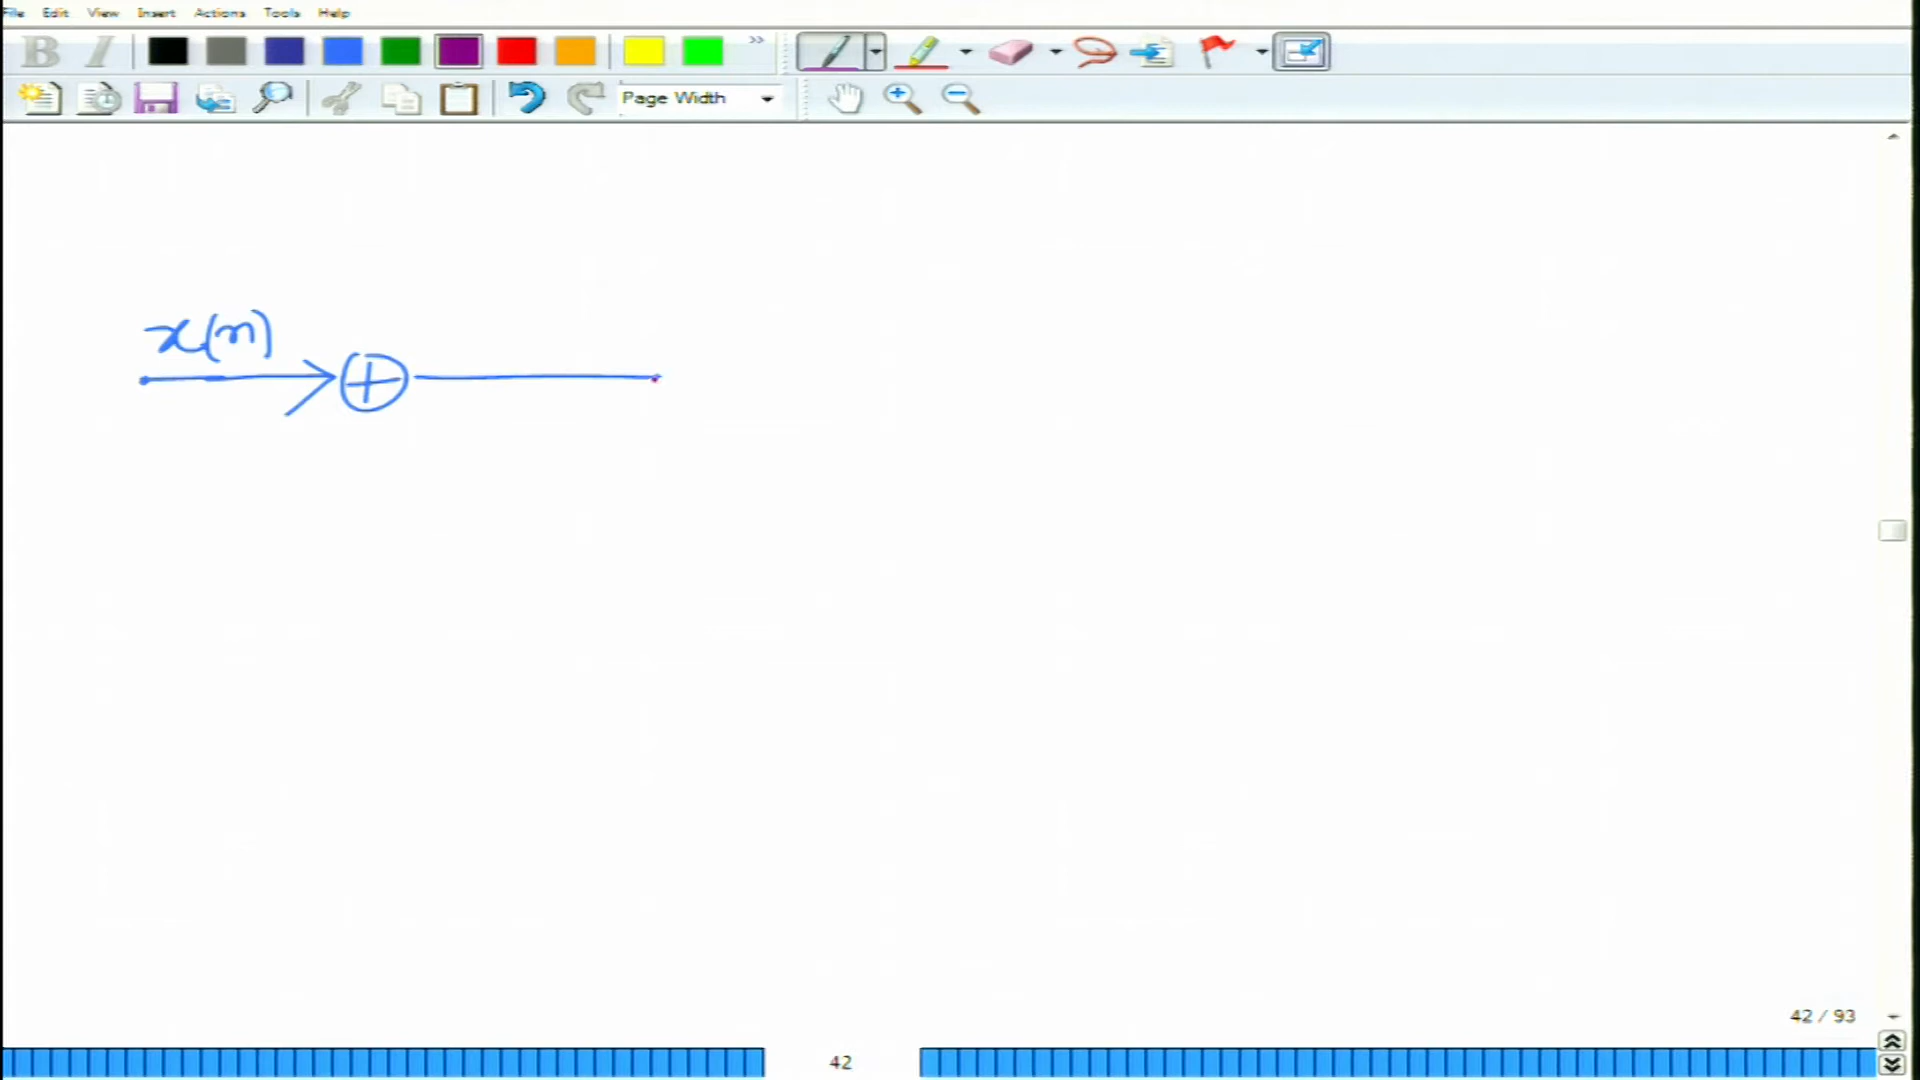 File Edit View Insert Actions Tools Help
B I
Page Width
x(n)
42 / 93
42